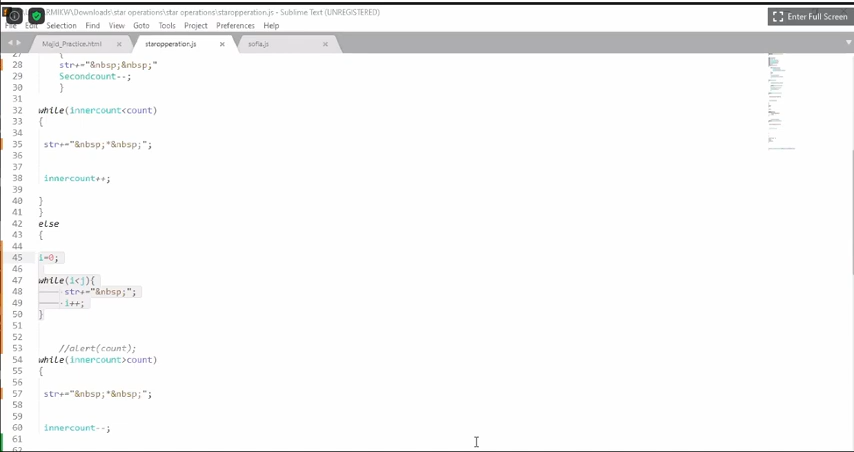 RMIKW\Downloads\star operations\star operations\staropperation.js - Sublime Text (UNREGISTERED)
Enter Full Screen
File Edit Selection Find View Goto Tools Project Preferences Help
Majid_Practice.html × staropperation.js × sofia.js ×
27 {
28 str+="&nbsp;&nbsp;"
29 Secondcount--;
30 }
31
32 while(innercount<count)
33 {
34
35 str+="&nbsp;*&nbsp;";
36
37
38 innercount++;
39
40 }
41 }
42 else
43 {
44
45 i=0;
46
47 while(i<j){
48 str+="&nbsp;";
49 i++;
50 }
51
52
53 //alert(count);
54 while(innercount>count)
55 {
56
57 str+="&nbsp;*&nbsp;";
58
59
60 innercount--;
61
62